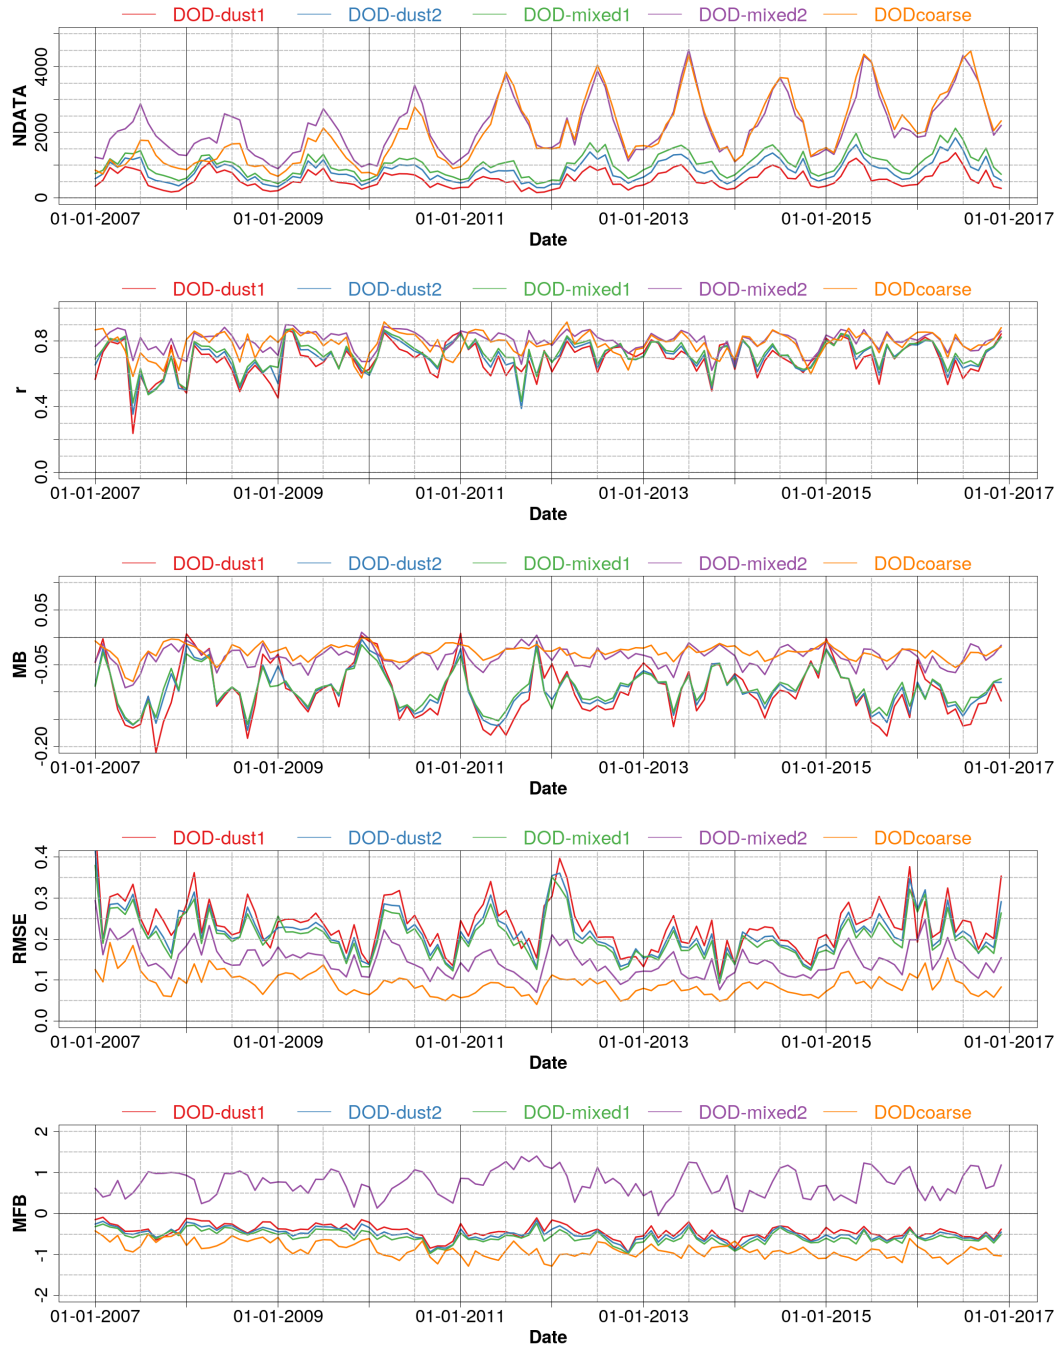 DOD-dust1 DOD-dust2 DOD-mixed1 DOD-mixed2 DODcoarse
NDATA
4000
2000
0
01-01-2007 01-01-2009 01-01-2011 01-01-2013 01-01-2015 01-01-2017
Date
DOD-dust1 DOD-dust2 DOD-mixed1 DOD-mixed2 DODcoarse
r
0.8
0.4
0.0
01-01-2007 01-01-2009 01-01-2011 01-01-2013 01-01-2015 01-01-2017
Date
DOD-dust1 DOD-dust2 DOD-mixed1 DOD-mixed2 DODcoarse
MB
0.05
-0.05
-0.20
01-01-2007 01-01-2009 01-01-2011 01-01-2013 01-01-2015 01-01-2017
Date
DOD-dust1 DOD-dust2 DOD-mixed1 DOD-mixed2 DODcoarse
RMSE
0.4
0.3
0.2
0.1
0.0
01-01-2007 01-01-2009 01-01-2011 01-01-2013 01-01-2015 01-01-2017
Date
DOD-dust1 DOD-dust2 DOD-mixed1 DOD-mixed2 DODcoarse
MFB
2
1
0
-1
-2
01-01-2007 01-01-2009 01-01-2011 01-01-2013 01-01-2015 01-01-2017
Date